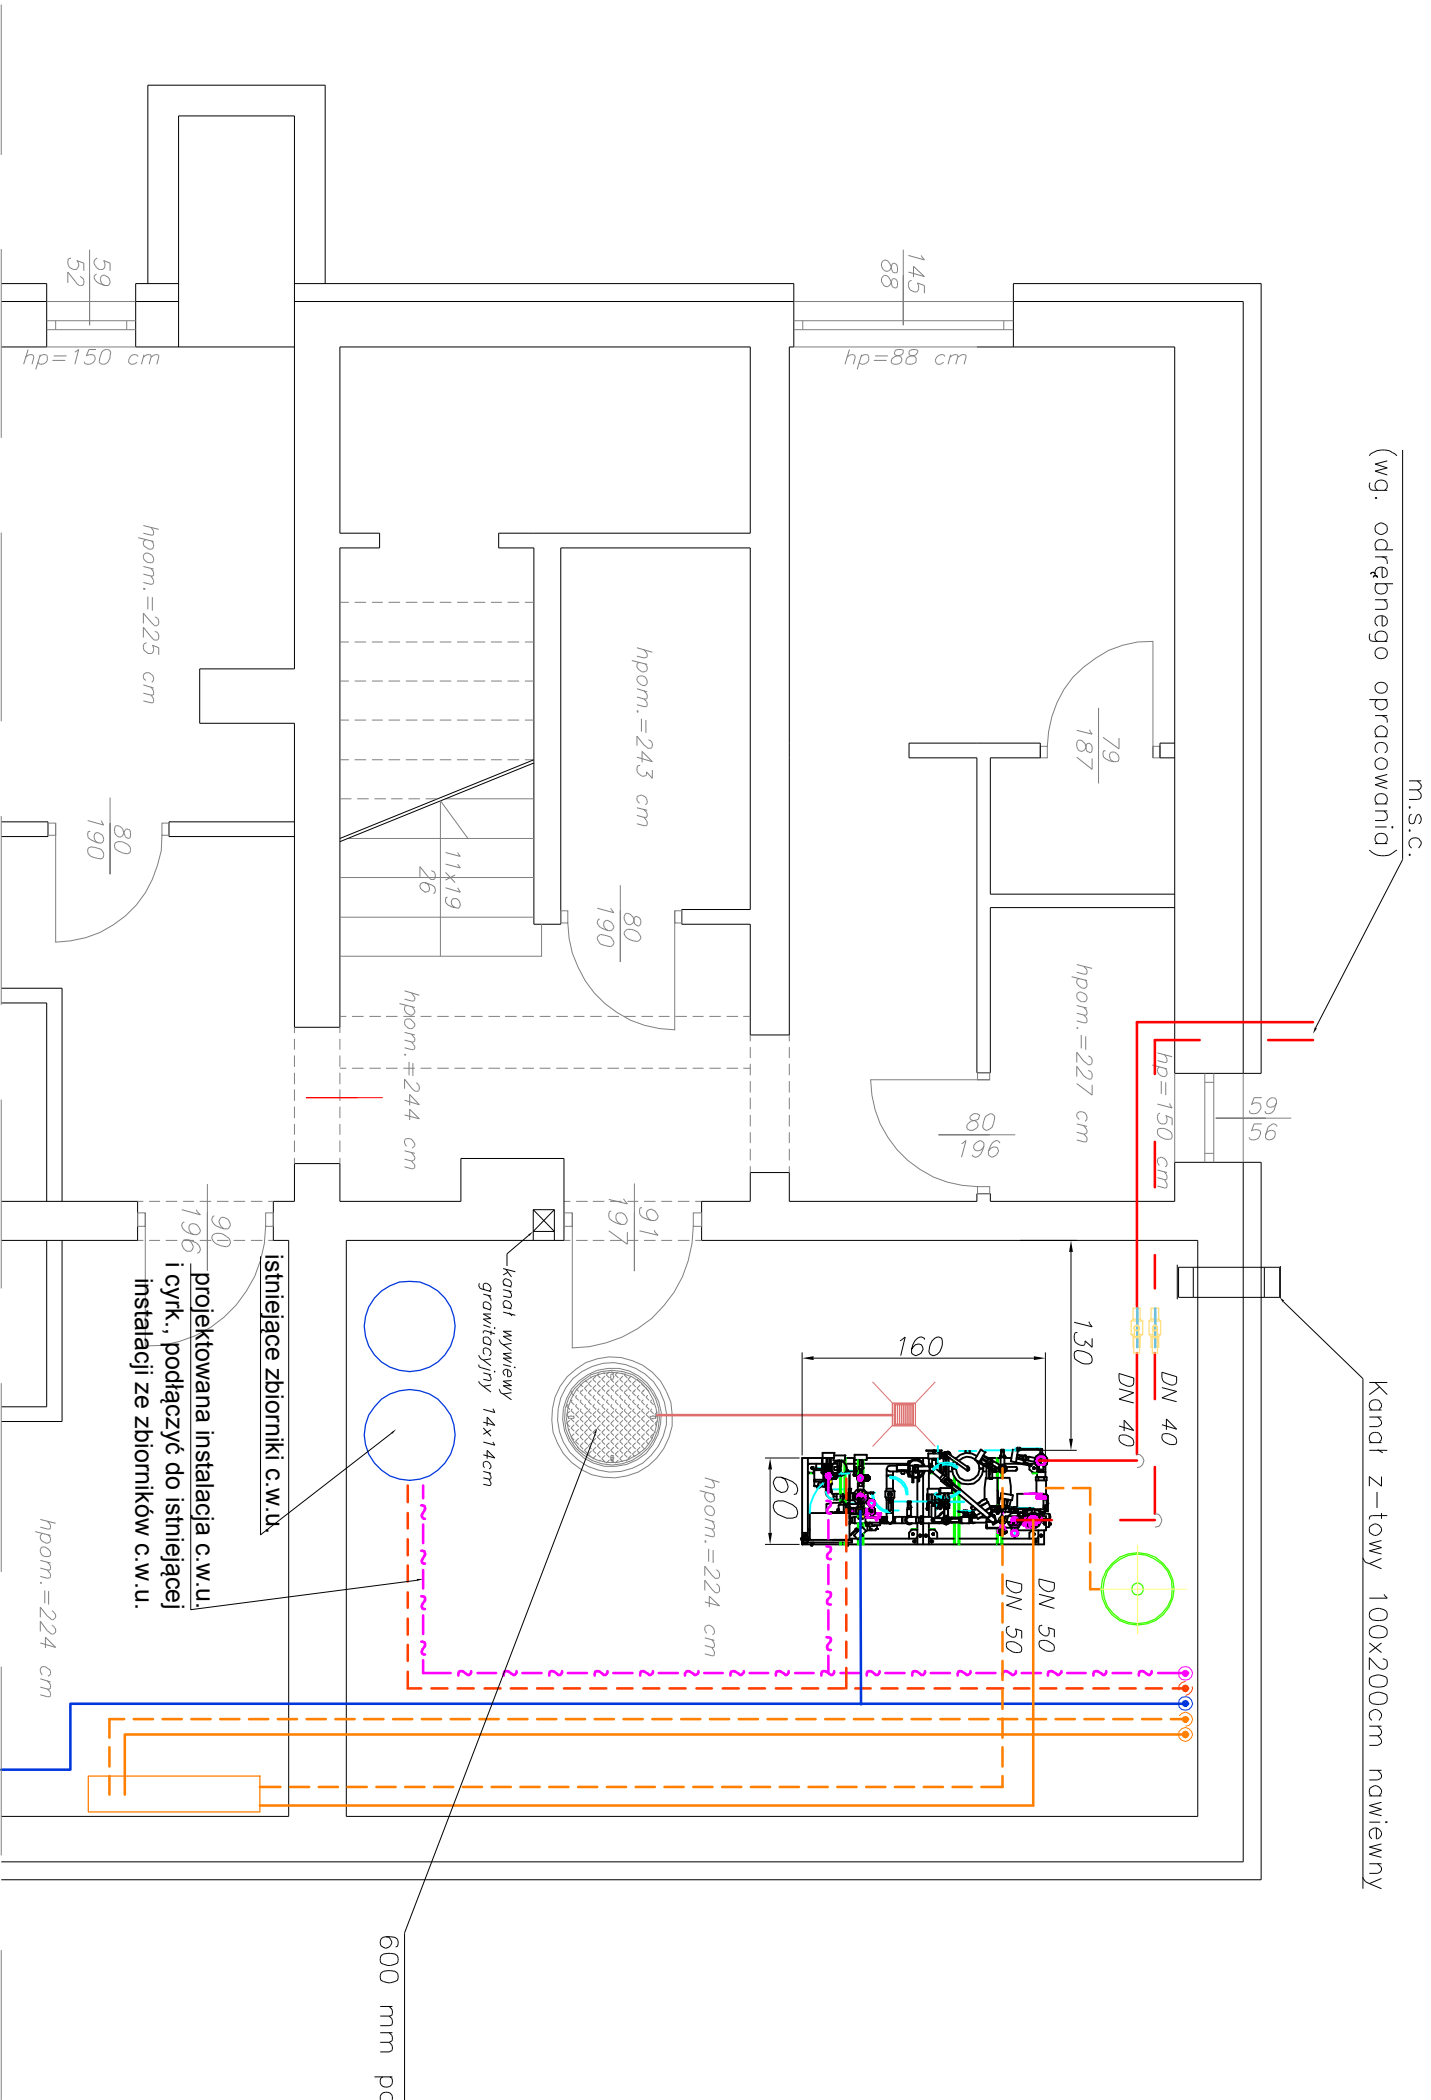 m.s.c.
(wg. odrębnego opracowania)
Kanał z-towy 100x200cm nawiewny
59
56
hp=150 cm
hpom.=227 cm
79
187
80
196
145
88
hp=88 cm
130
DN 40
DN 40
160
60
DN 50
DN 50
hpom.=224 cm
hpom.=243 cm
80
190
91
197
kanał wywiewy
grawitacyjny 14x14cm
11x19
26
hpom.=244 cm
600 mm po
istniejące zbiorniki c.w.u.
projektowana instalacja c.w.u.
i cyrk., podłączyć do istniejącej
instalacji ze zbiorników c.w.u.
90
196
hpom.=225 cm
80
190
59
52
hp=150 cm
hpom.=224 cm